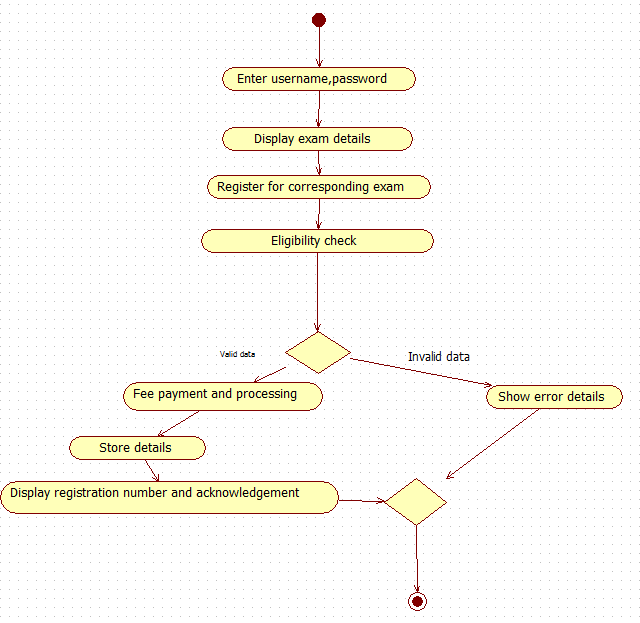 Enter username,password
Display exam details
Register for corresponding exam
Eligibility check
Valid data
Invalid data
Fee payment and processing
Show error details
Store details
Display registration number and acknowledgement